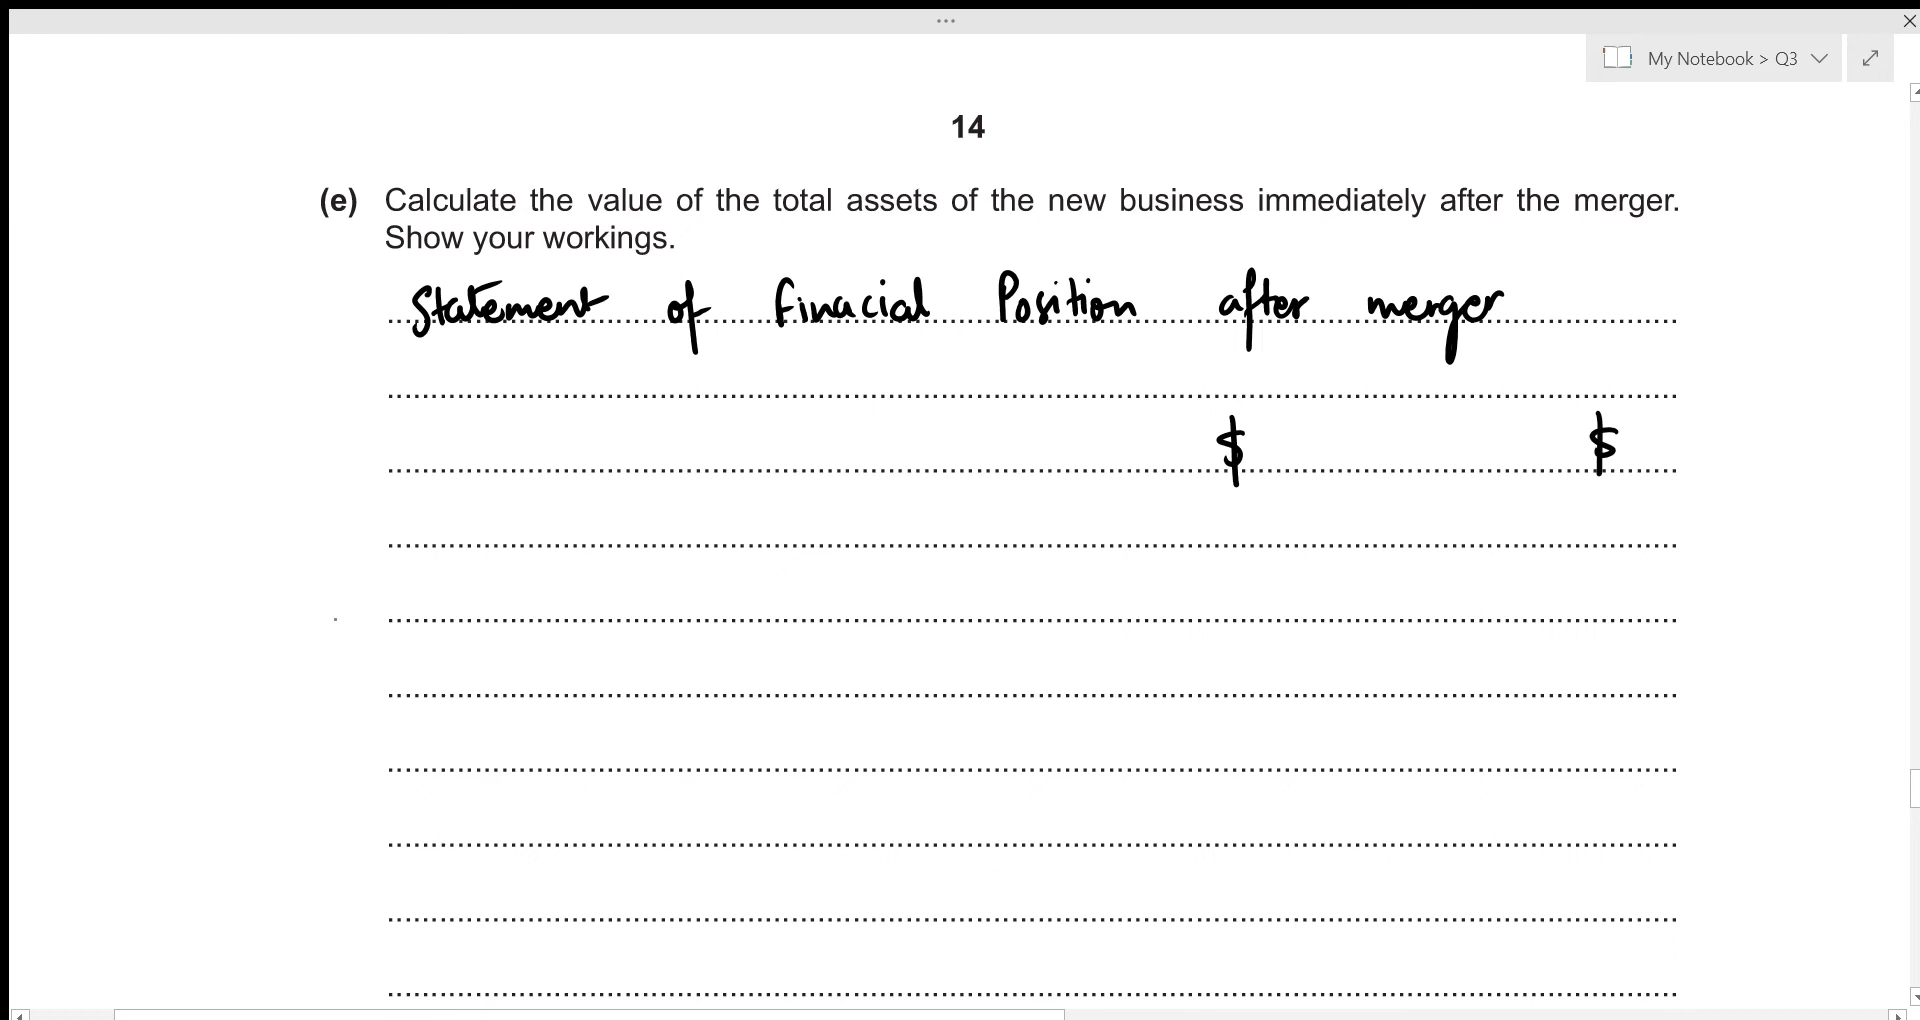 My Notebook > Q3
14
(e) Calculate the value of the total assets of the new business immediately after the merger.
Show your workings.
Statement of Finacial Position after merger
$ $